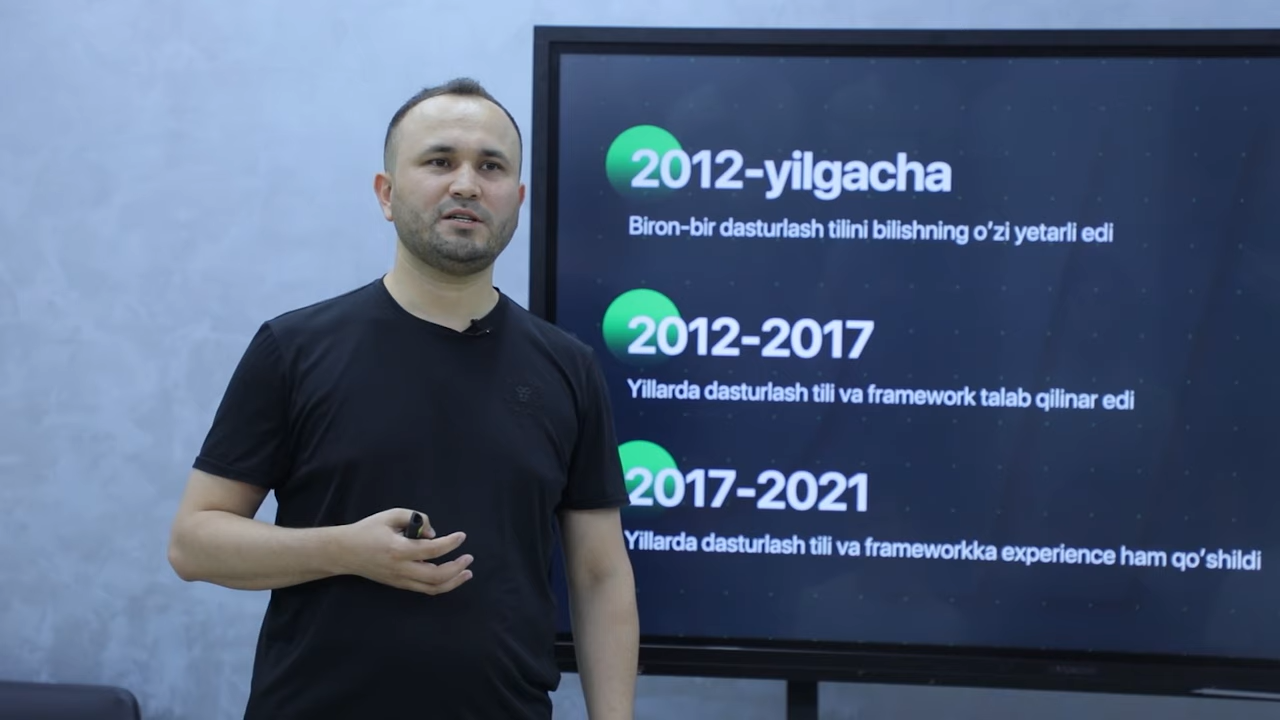 2012-yilgacha
Biron-bir dasturlash tilini bilishning o‘zi yetarli edi
2012-2017
Yillarda dasturlash tili va framework talab qilinar edi
2017-2021
Yillarda dasturlash tili va frameworkka experience ham qo‘shildi